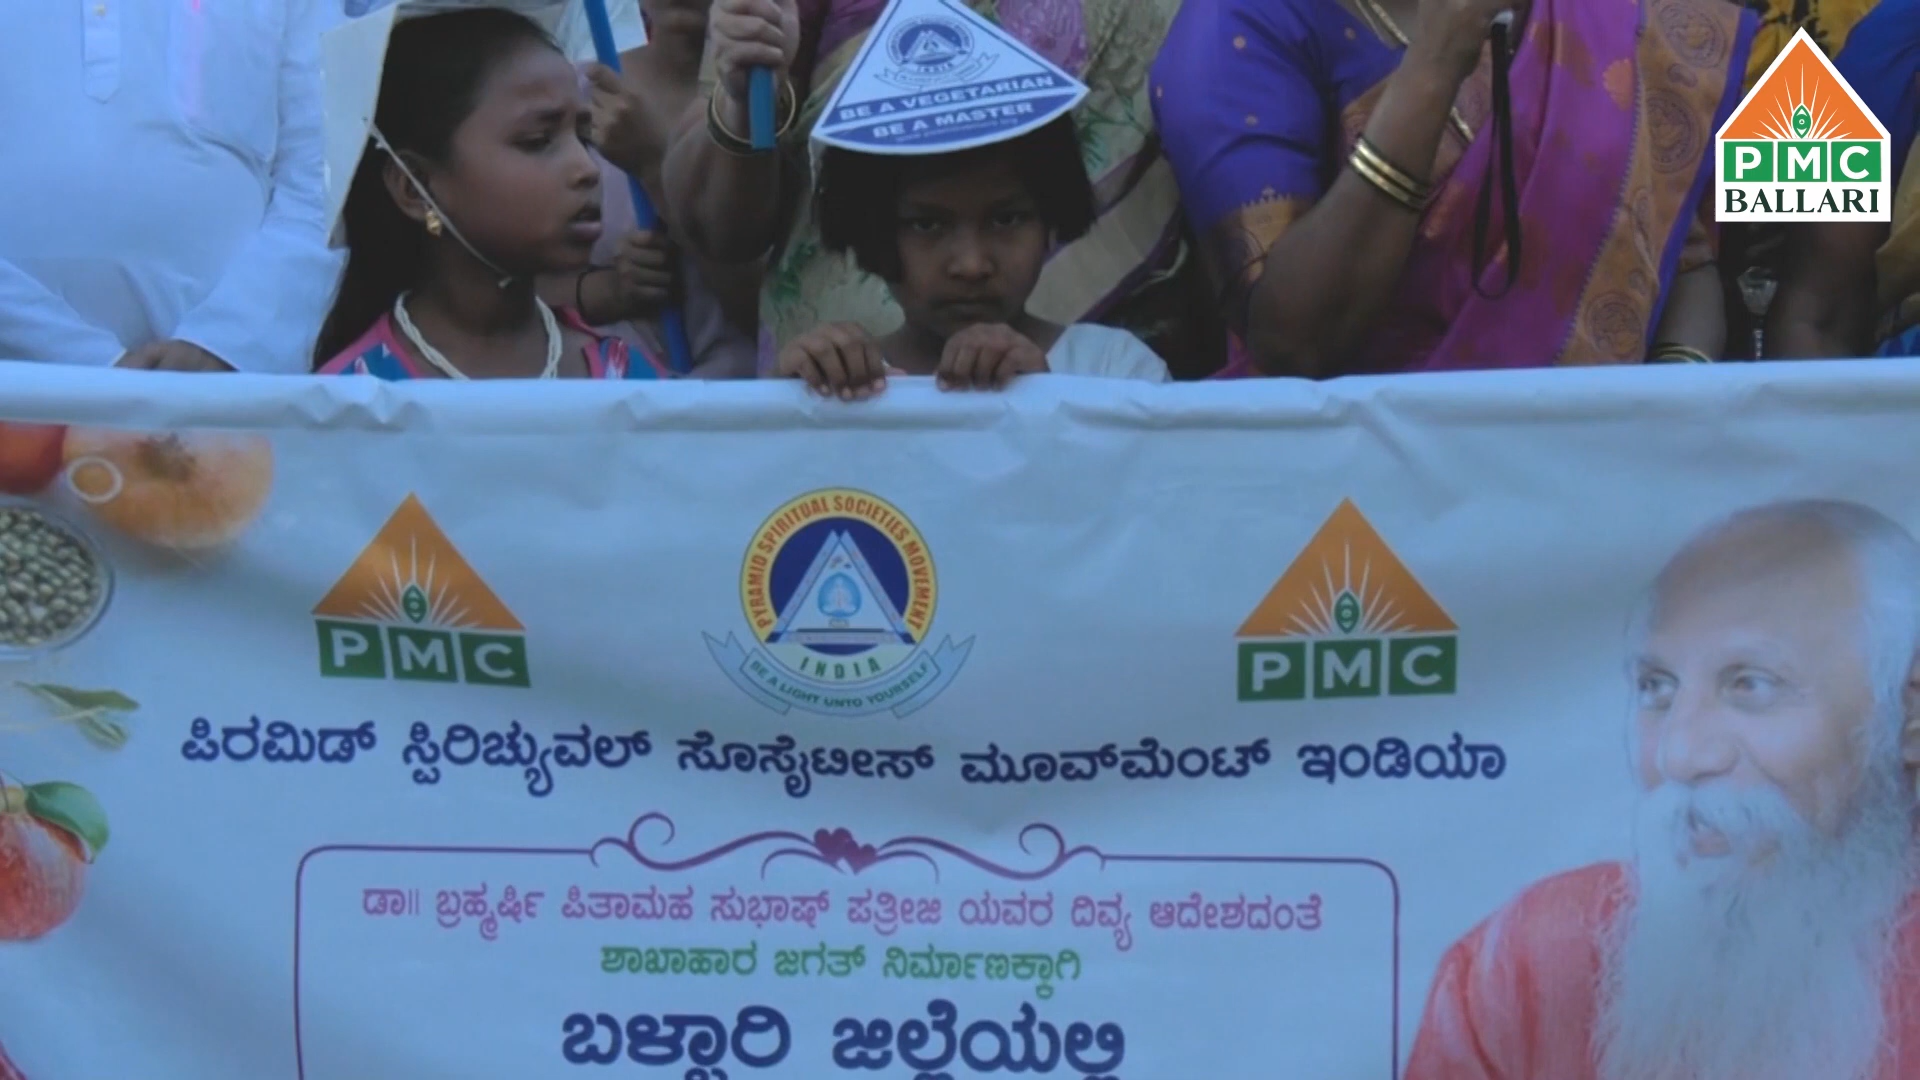 BE A VEGETARIAN
BE A MASTER
PMC
BALLARI
PMC
PYRAMID SPIRITUAL SOCIETIES MOVEMENT
INDIA
BE A LIGHT UNTO YOURSELF
PMC
ಪಿರಮಿಡ್ ಸ್ಪಿರಿಚ್ಯುವಲ್ ಸೊಸೈಟೀಸ್ ಮೂವ್‌ಮೆಂಟ್ ಇಂಡಿಯಾ
ಡಾ|| ಬ್ರಹ್ಮರ್ಷಿ ಪಿತಾಮಹ ಸುಭಾಷ್ ಪತ್ರೀಜಿ ಯವರ ದಿವ್ಯ ಆದೇಶದಂತೆ
ಶಾಖಾಹಾರ ಜಗತ್ ನಿರ್ಮಾಣಕ್ಕಾಗಿ
ಬಳ್ಳಾರಿ ಜಿಲ್ಲೆಯಲ್ಲಿ